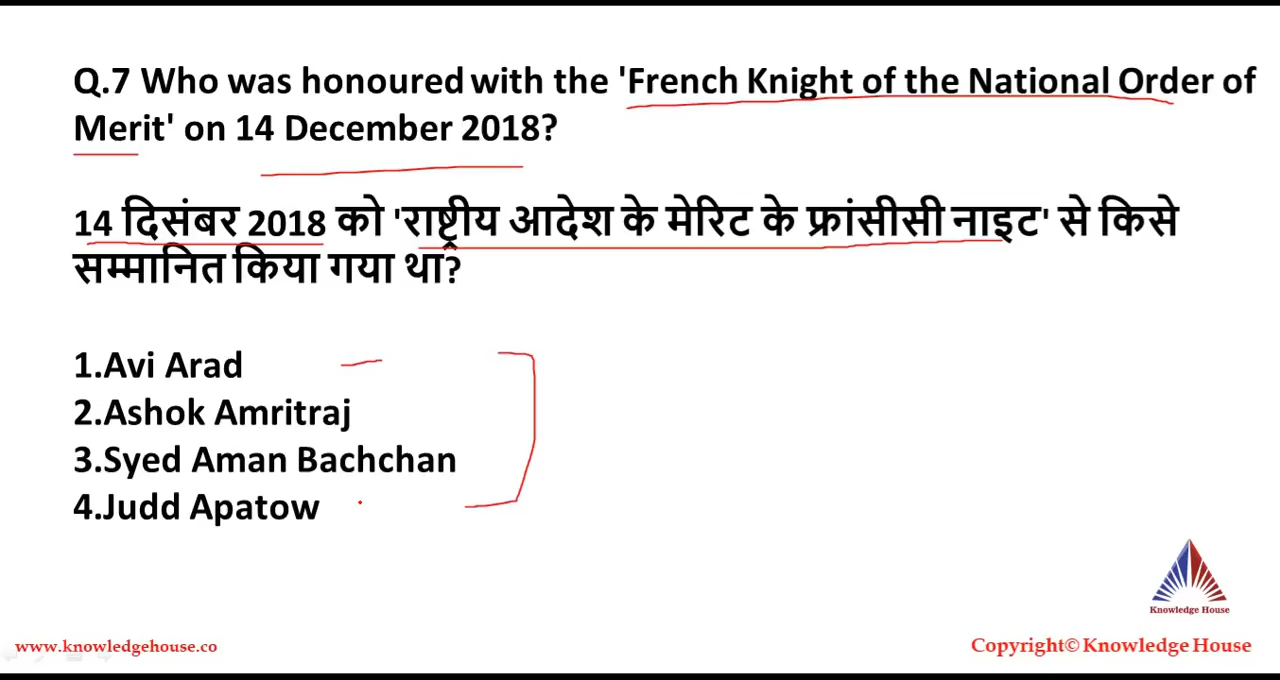 Q.7 Who was honoured with the 'French Knight of the National Order of
Merit' on 14 December 2018?
14 दिसंबर 2018 को 'राष्ट्रीय आदेश के मेरिट के फ्रांसीसी नाइट' से किसे
सम्मानित किया गया था?
1.Avi Arad
2.Ashok Amritraj
3.Syed Aman Bachchan
4.Judd Apatow
Knowledge House
www.knowledgehouse.co
Copyright© Knowledge House